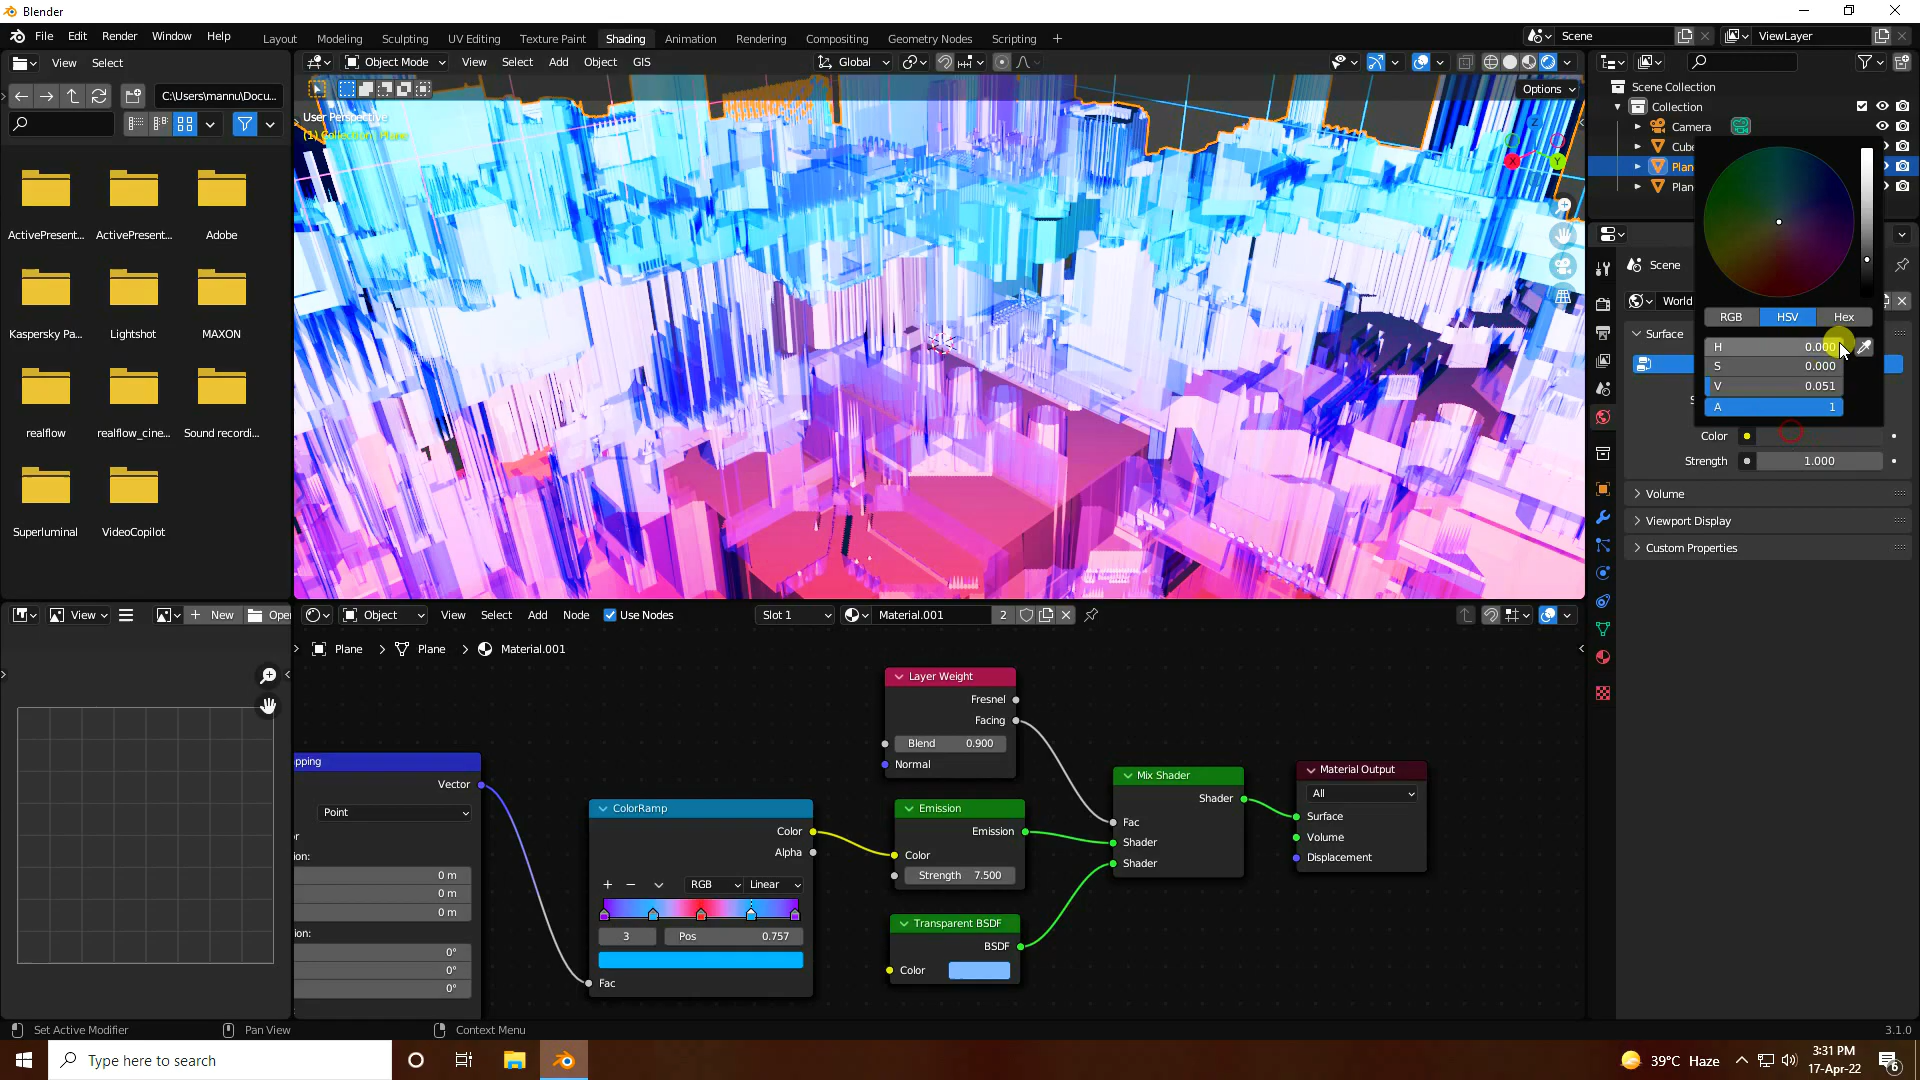 Blender
File Edit Render Window Help
Layout Modeling Sculpting UV Editing Texture Paint Shading Animation Rendering Compositing Geometry Nodes Scripting +
Scene
ViewLayer
View Select
Object Mode View Select Add Object GIS
Global
C:\Users\mannu\Docu...
Options
User Perspective
(1) Collection | Plane
Z
X
Y
Scene Collection
Collection
Camera
Cube
Plan
Plan
ActivePresent...
ActivePresent...
Adobe
Kaspersky Pa...
Lightshot
MAXON
realflow
realflow_cine...
Sound recordi...
Superluminal
VideoCopilot
Scene
World
Surface
RGB HSV Hex
H 0.000
S 0.000
V 0.051
A 1
S
Color
Strength 1.000
Volume
Viewport Display
Custom Properties
View
New
Open
Object View Select Add Node Use Nodes
Slot 1
Material.001
2
Plane > Plane > Material.001
pping
Vector
Point
or
ion:
0 m
0 m
0 m
ion:
0°
0°
0°
ColorRamp
Color
Alpha
RGB
Linear
3
Pos 0.757
Fac
Layer Weight
Fresnel
Facing
Blend 0.900
Normal
Emission
Emission
Color
Strength 7.500
Transparent BSDF
BSDF
Color
Mix Shader
Shader
Fac
Shader
Shader
Material Output
All
Surface
Volume
Displacement
Set Active Modifier
Pan View
Context Menu
3.1.0
Type here to search
39°C Haze
3:31 PM
17-Apr-22
6